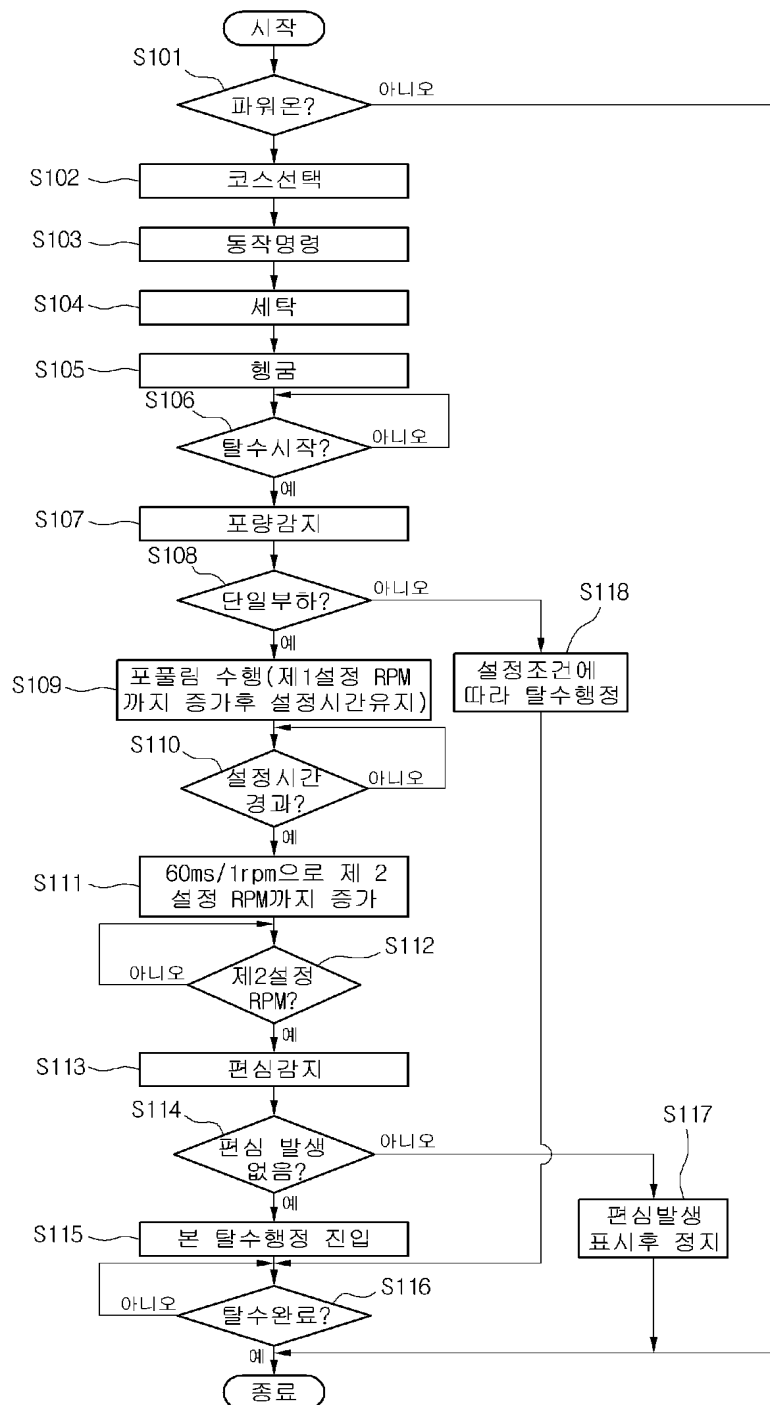 시작
S101
파워온?
아니오
S102
코스선택
S103
동작명령
S104
세탁
S105
헹굼
S106
탈수시작?
아니오
예
S107
포량감지
S108
단일부하?
아니오
예
S118
설정조건에
따라 탈수행정
S109
포풀림 수행(제1설정 RPM
까지 증가후 설정시간유지)
S110
설정시간
경과?
아니오
예
S111
60ms/1rpm으로 제 2
설정 RPM까지 증가
S112
제2설정
RPM?
아니오
예
S113
편심감지
S114
편심 발생
없음?
아니오
예
S117
편심발생
표시후 정지
S115
본 탈수행정 진입
S116
탈수완료?
아니오
예
종료